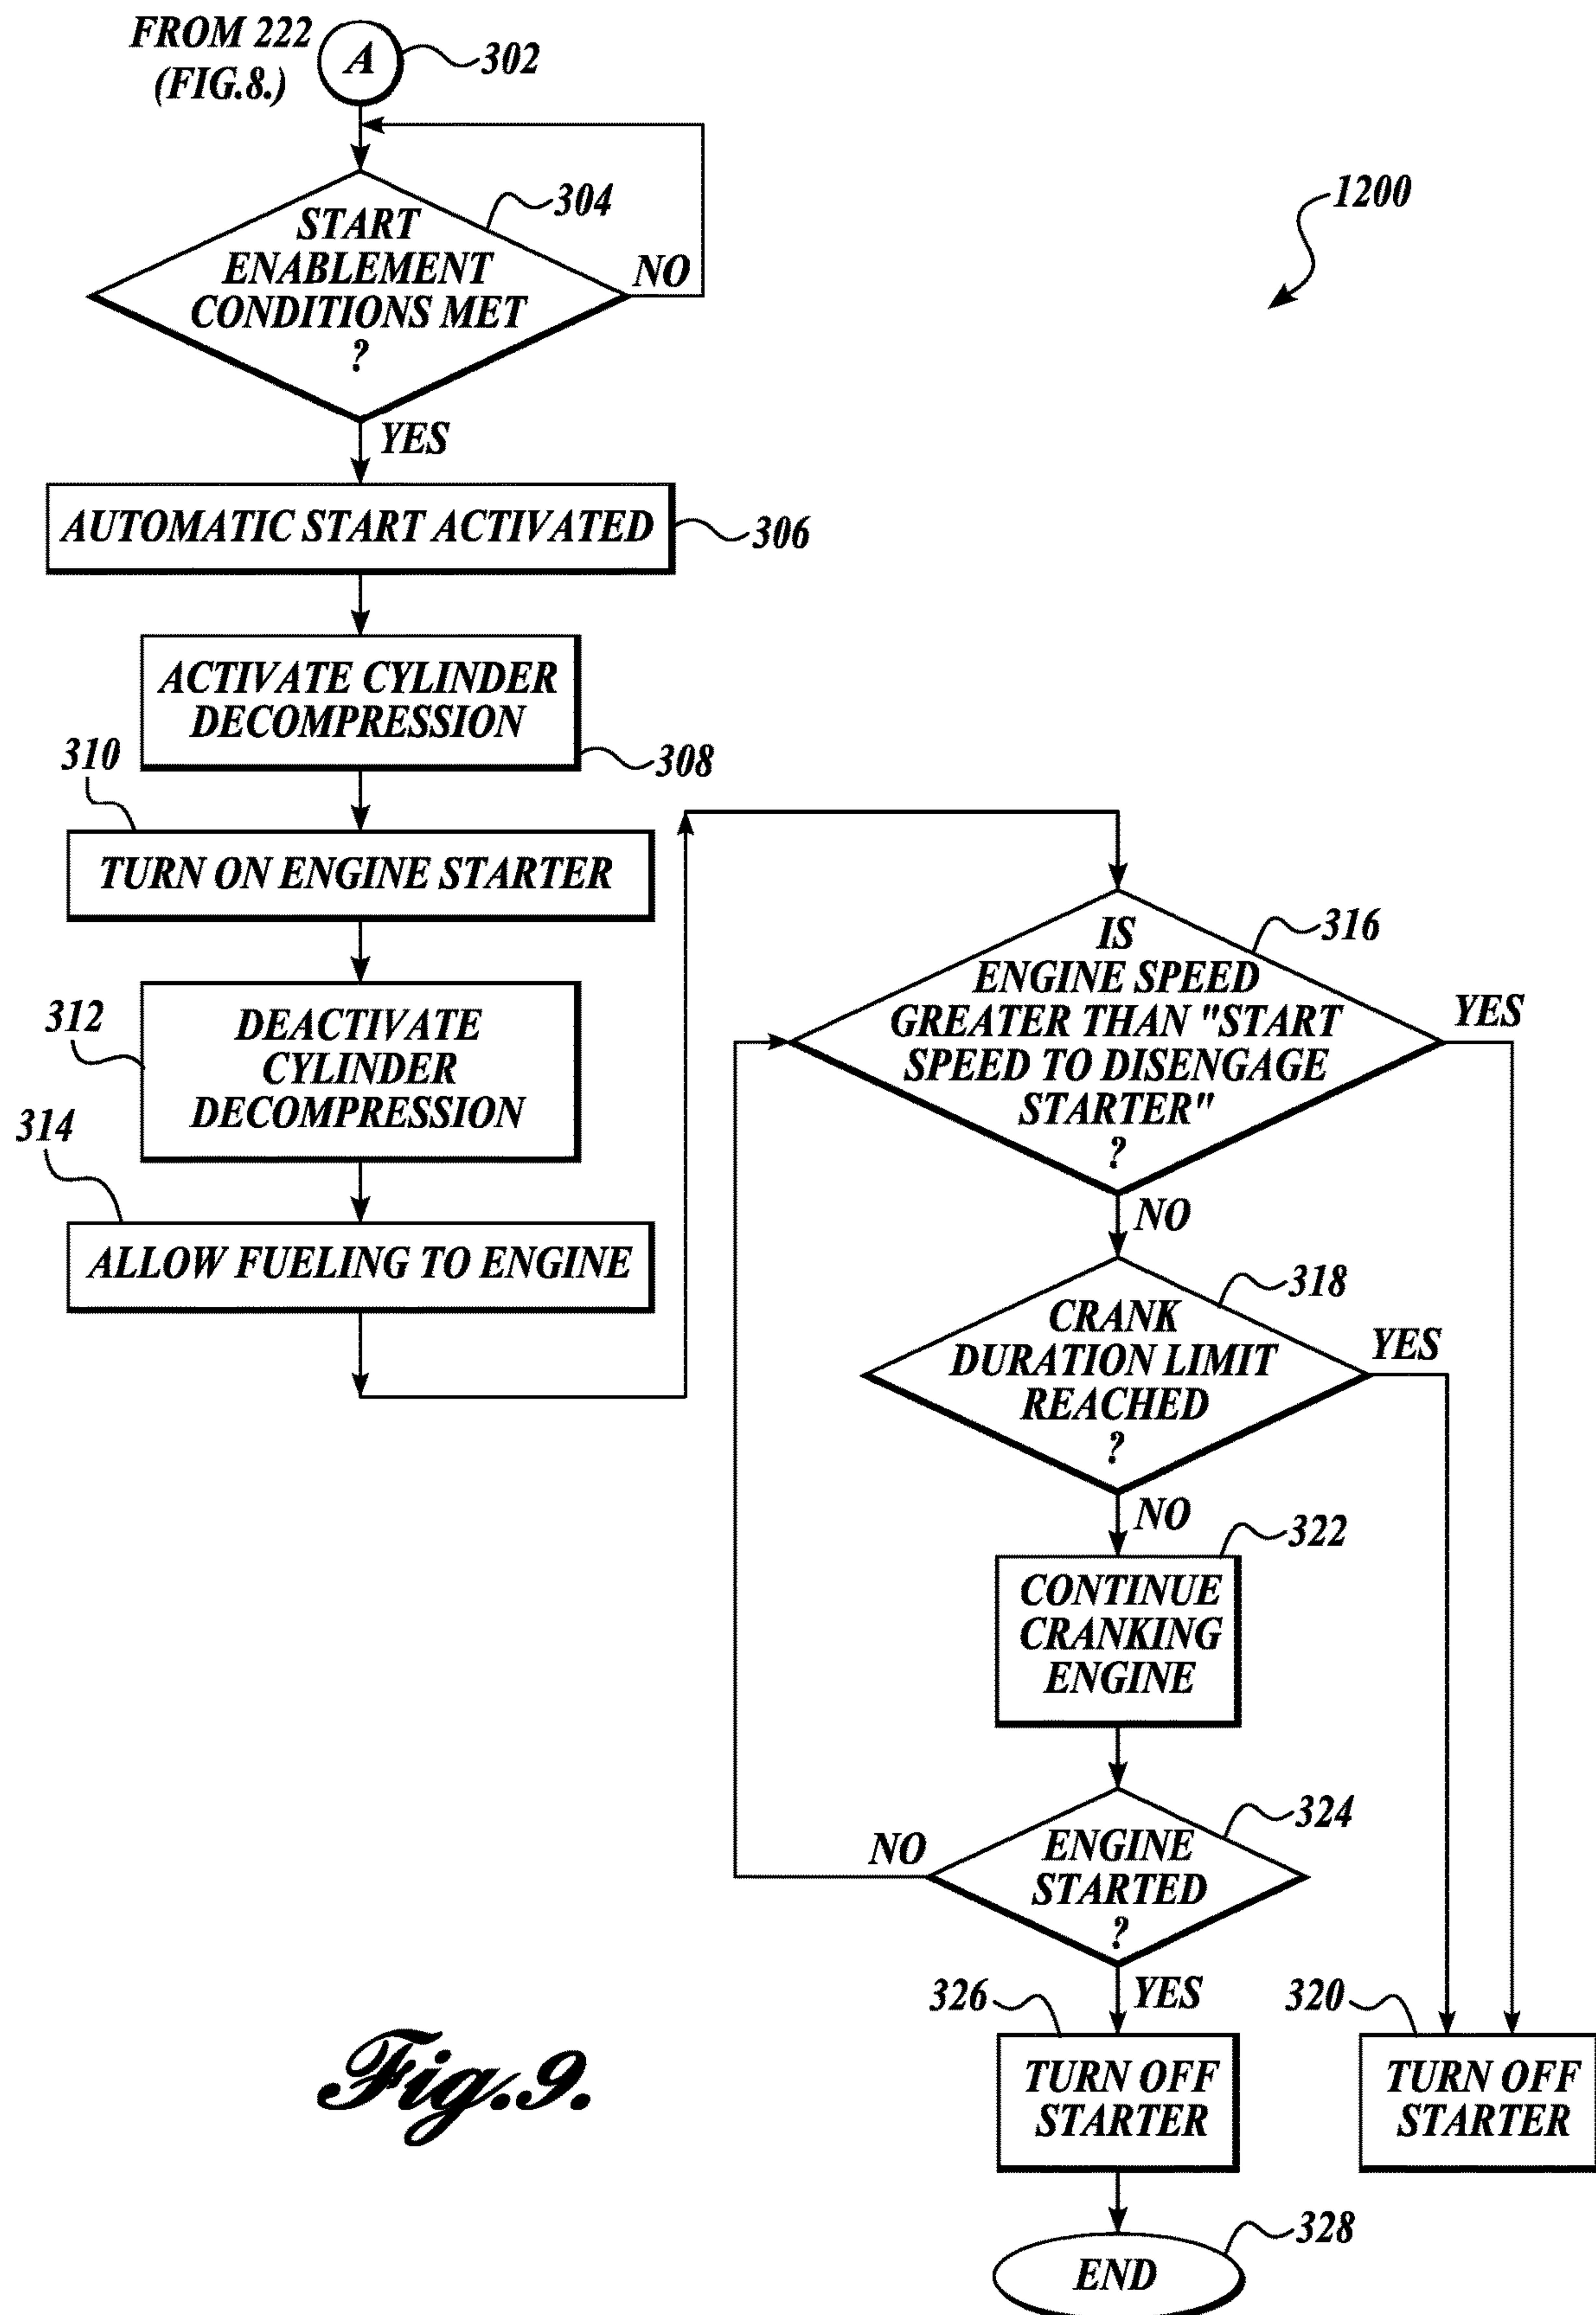 FROM 222
(FIG.8.)
A
302
304
START
ENABLEMENT
CONDITIONS MET
?
NO
YES
1200
AUTOMATIC START ACTIVATED
306
ACTIVATE CYLINDER
DECOMPRESSION
308
310
TURN ON ENGINE STARTER
312
DEACTIVATE
CYLINDER
DECOMPRESSION
314
ALLOW FUELING TO ENGINE
316
IS
ENGINE SPEED
GREATER THAN "START
SPEED TO DISENGAGE
STARTER"
?
YES
NO
318
CRANK
DURATION LIMIT
REACHED
?
YES
NO
322
CONTINUE
CRANKING
ENGINE
324
ENGINE
STARTED
?
NO
YES
326
TURN OFF
STARTER
320
TURN OFF
STARTER
328
END
Fig.9.